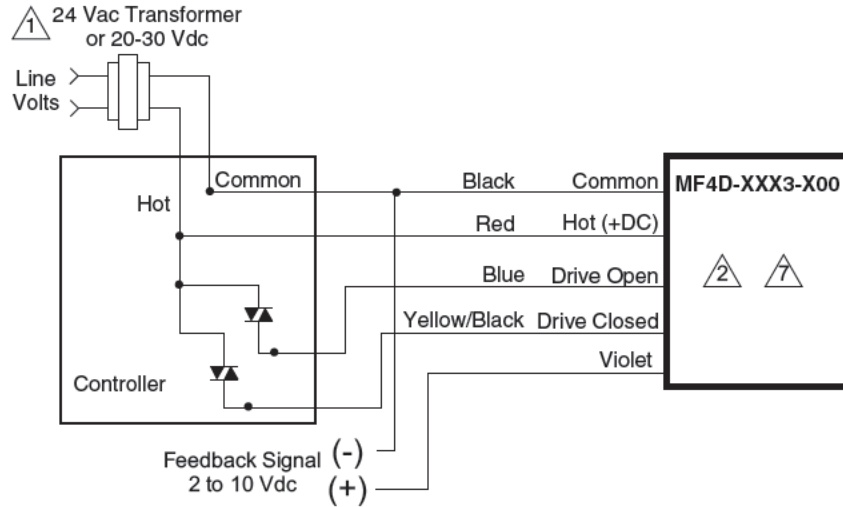 1
24 Vac Transformer
or 20-30 Vdc
Line
Volts
Common
Hot
Controller
Black
Common
MF4D-XXX3-X00
Red
Hot (+DC)
2
7
Blue
Drive Open
Yellow/Black
Drive Closed
Violet
Feedback Signal
2 to 10 Vdc
(-)
(+)